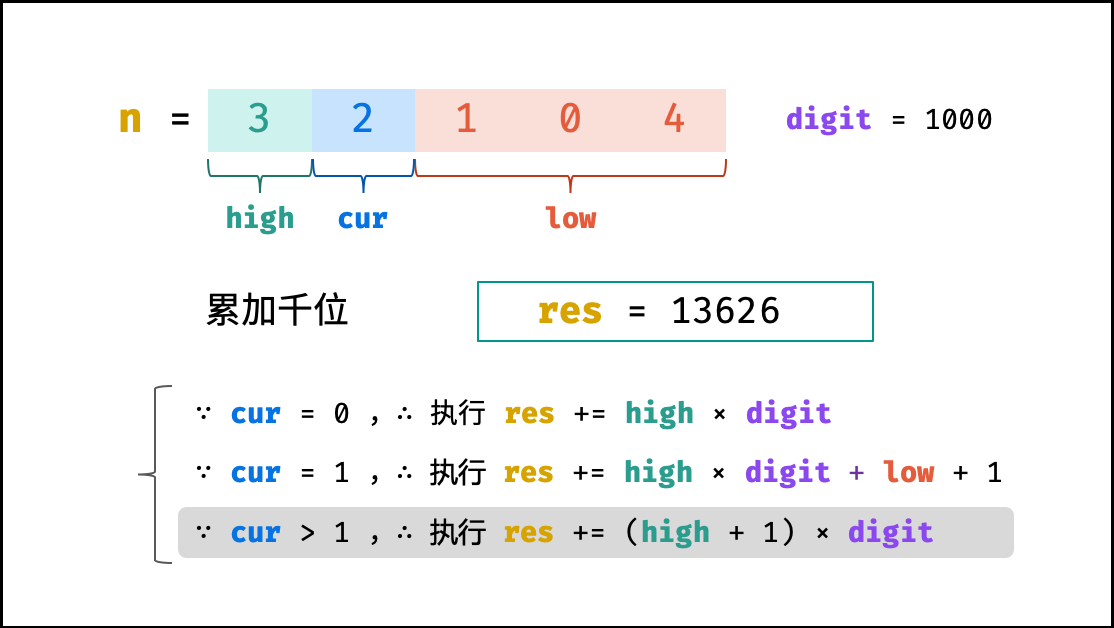 n = 3 2 1 0 4 digit = 1000
high cur low
累加千位 res = 13626
∵ cur = 0 , ∴ 执行 res += high × digit
∵ cur = 1 , ∴ 执行 res += high × digit + low + 1
∵ cur > 1 , ∴ 执行 res += (high + 1) × digit